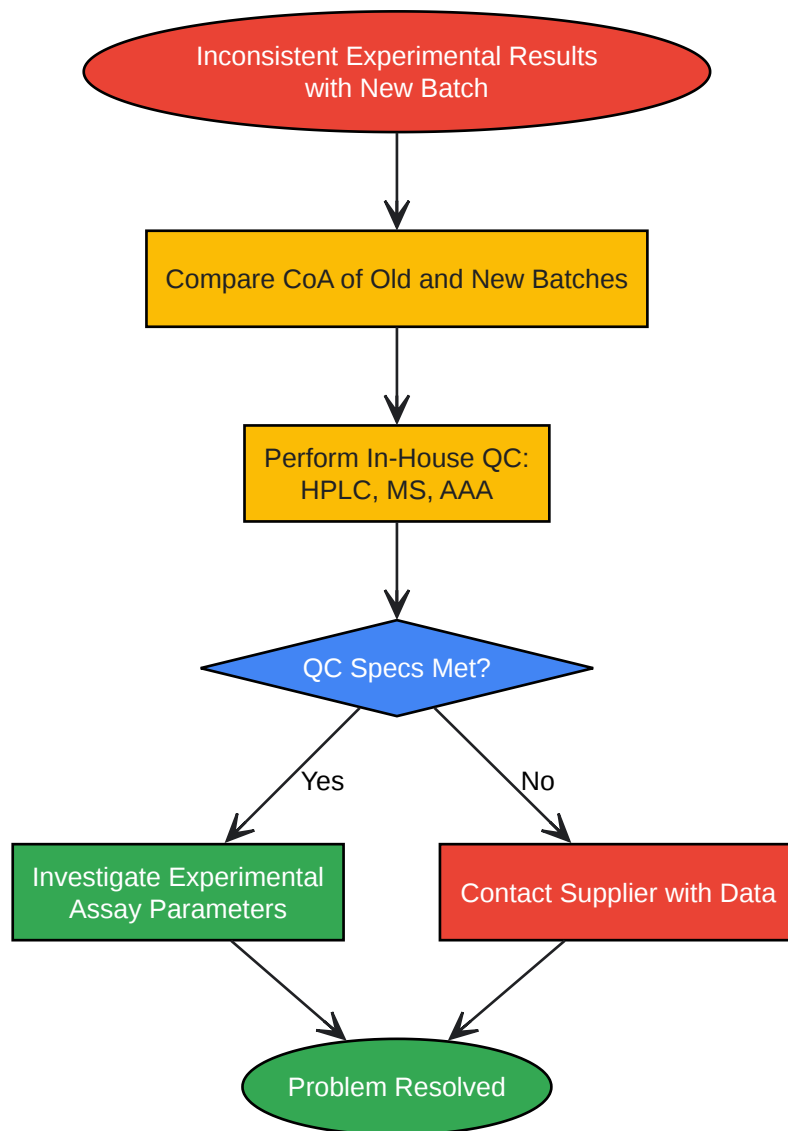 Inconsistent Experimental Results
with New Batch
Compare CoA of Old and New Batches
Perform In-House QC:
HPLC, MS, AAA
QC Specs Met?
Yes
No
Investigate Experimental
Assay Parameters
Contact Supplier with Data
Problem Resolved